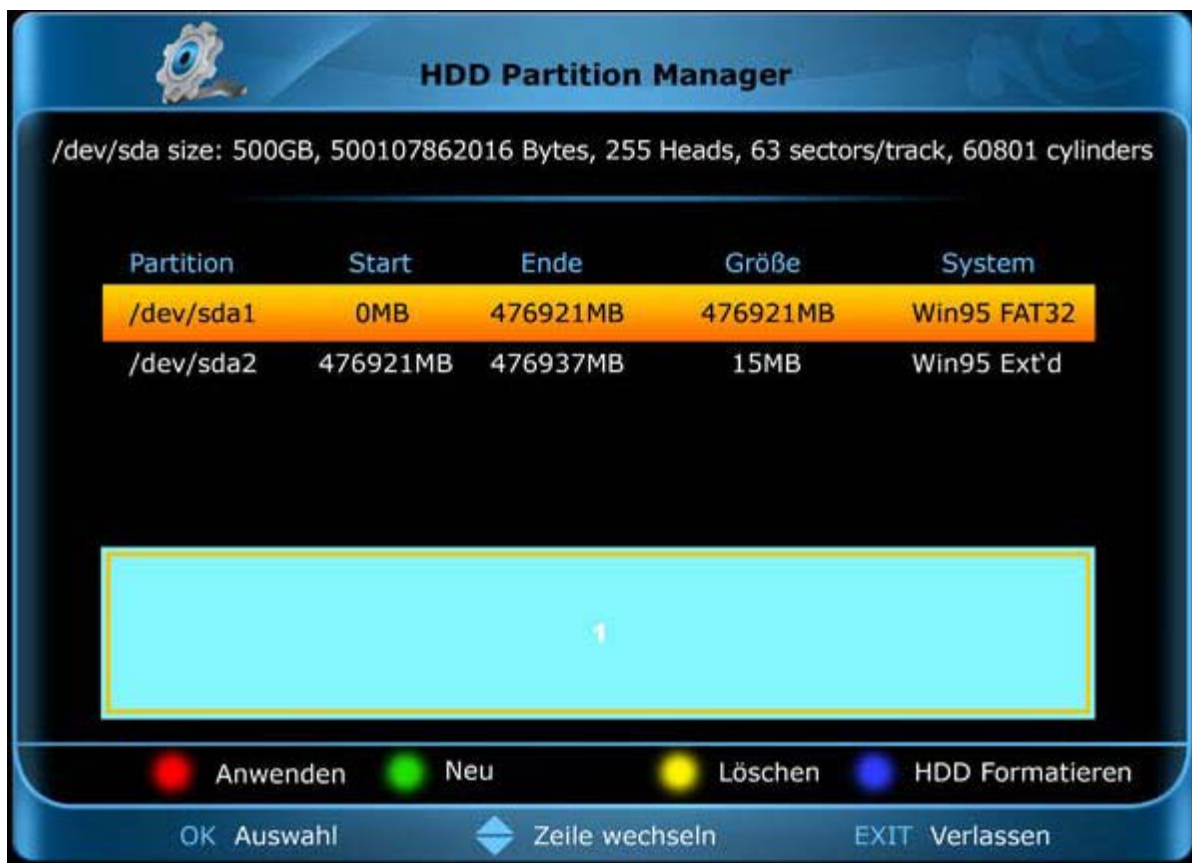 HDD Partition Manager
/dev/sda size: 500GB, 500107862016 Bytes, 255 Heads, 63 sectors/track, 60801 cylinders
Partition Start Ende Größe System
/dev/sda1 0MB 476921MB 476921MB Win95 FAT32
/dev/sda2 476921MB 476937MB 15MB Win95 Ext'd
1
Anwenden Neu Löschen HDD Formatieren
OK Auswahl Zeile wechseln EXIT Verlassen